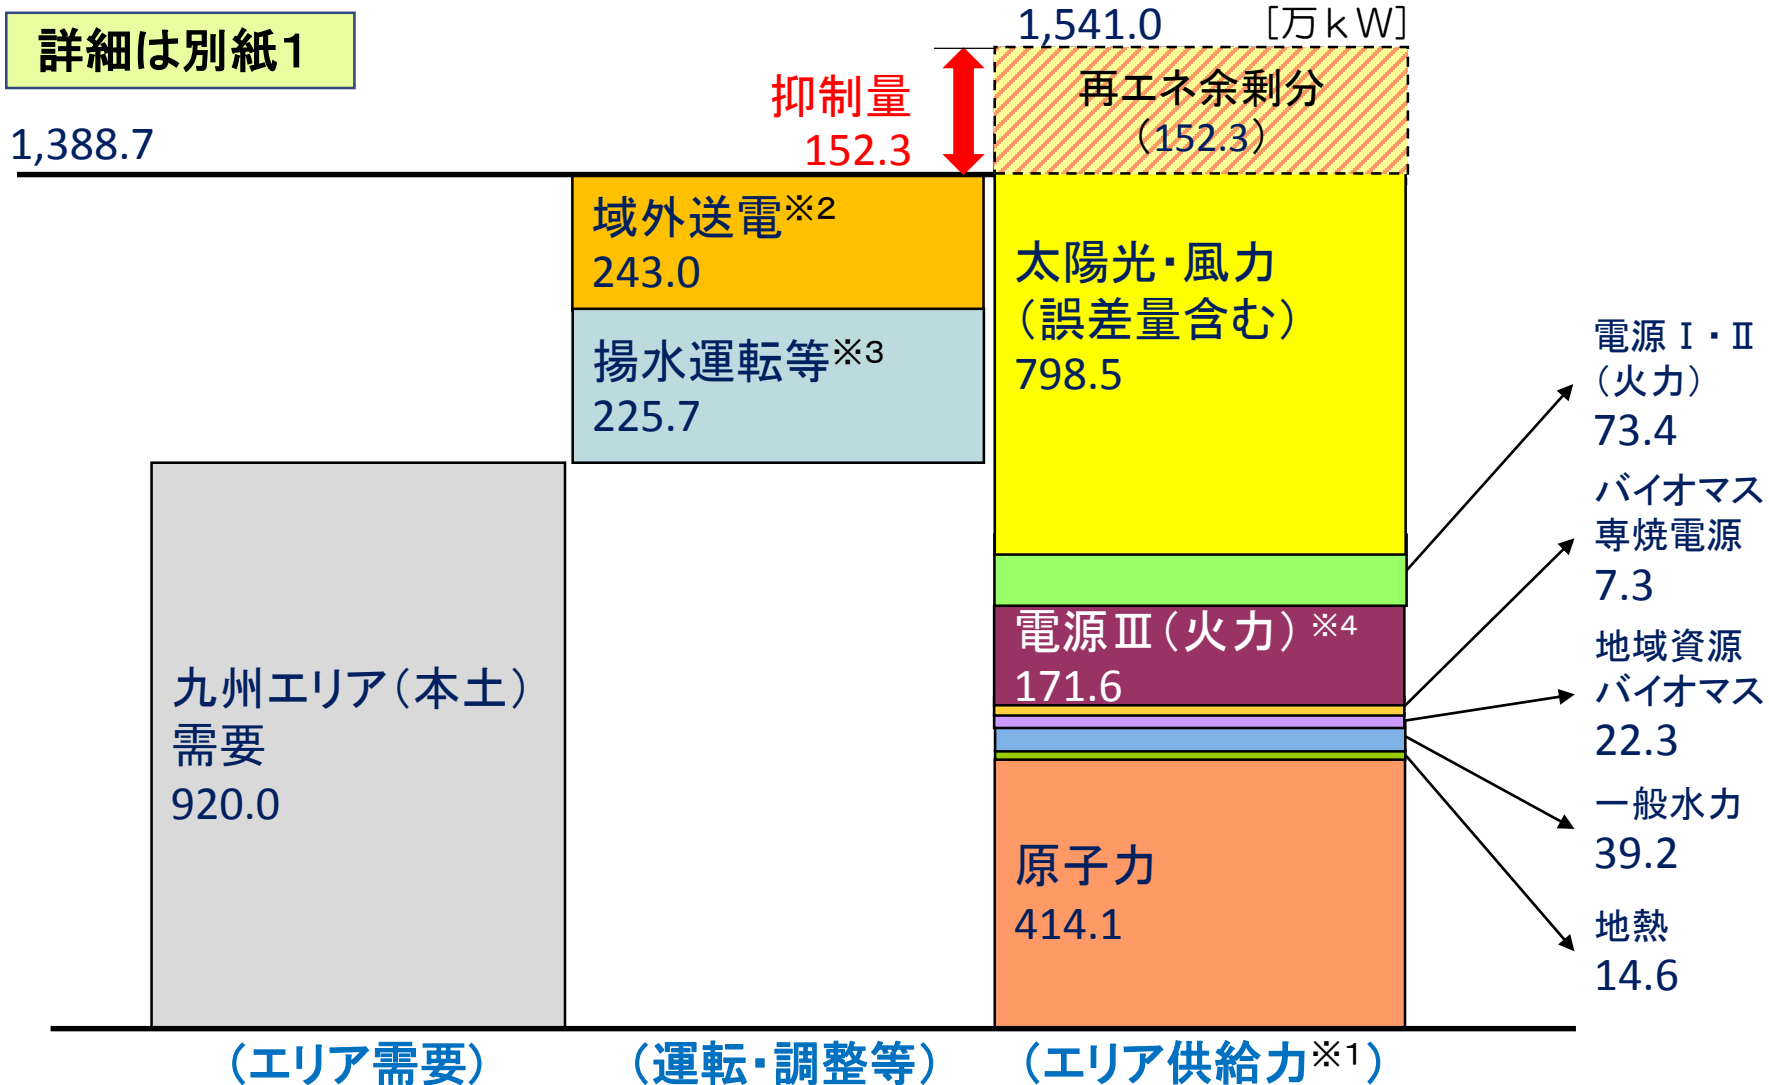 詳細は別紙1
1,541.0
[万kW]
抑制量
152.3
再エネ余剰分
(152.3)
1,388.7
域外送電※2
243.0
揚水運転等※3
225.7
太陽光・風力
(誤差量含む)
798.5
九州エリア(本土)
需要
920.0
電源Ⅲ(火力)※4
171.6
原子力
414.1
電源Ⅰ・Ⅱ
(火力)
73.4
バイオマス
専焼電源
7.3
地域資源
バイオマス
22.3
一般水力
39.2
地熱
14.6
(エリア需要)
(運転・調整等)
(エリア供給力※1)